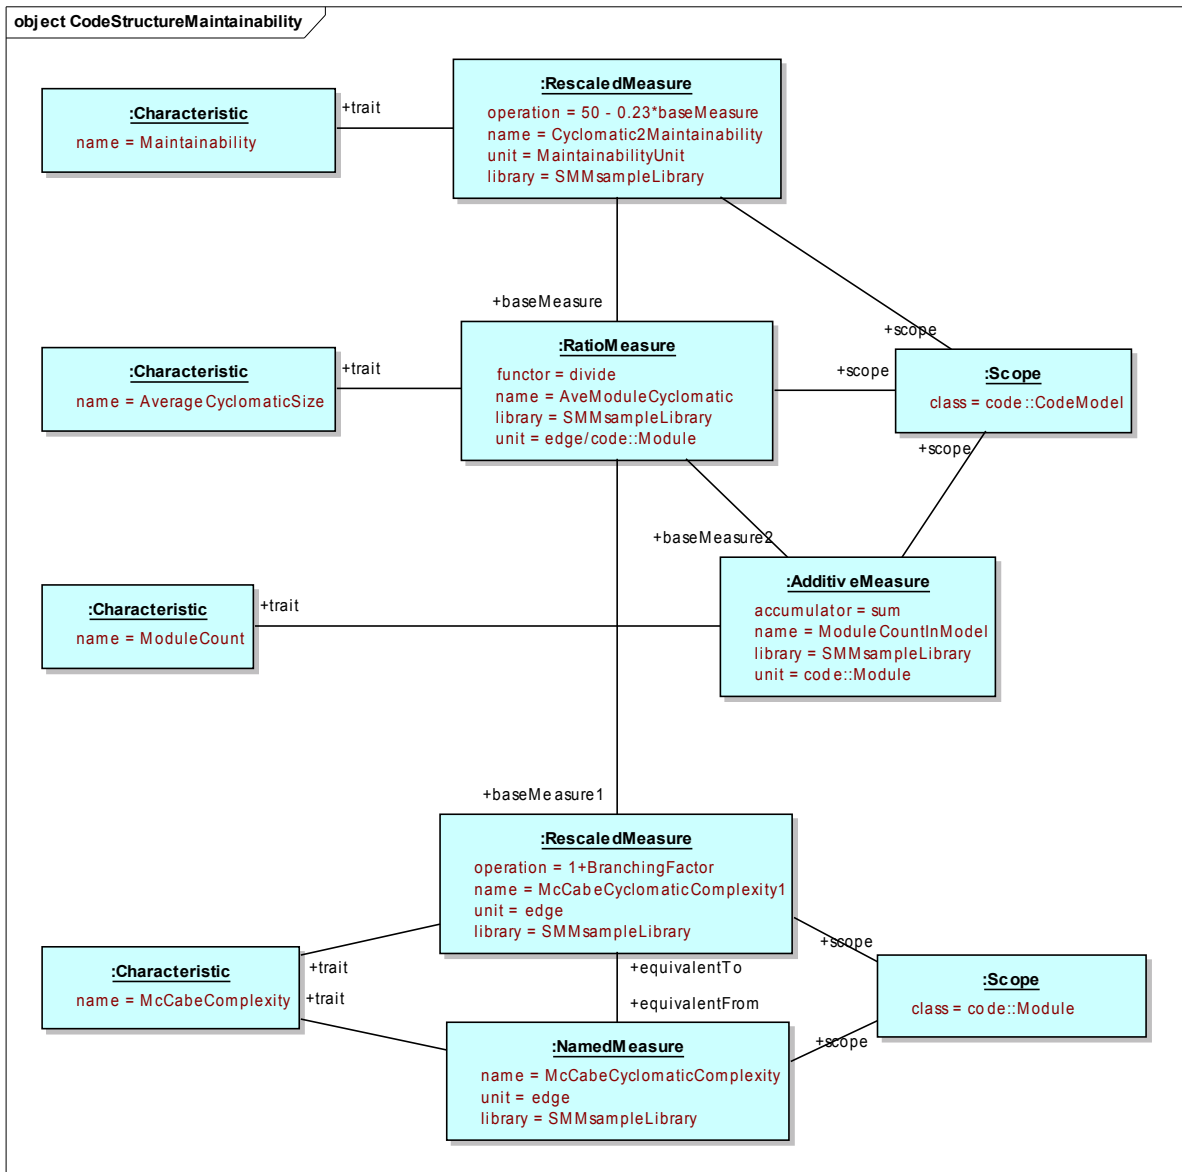 object CodeStructureMaintainability
:RescaledMeasure
operation = 50 - 0.23*baseMeasure
name = Cyclomatic2Maintainability
unit = MaintainabilityUnit
library = SMMsampleLibrary
:Characteristic
name = Maintainability
+trait
+baseMeasure
+scope
:RatioMeasure
functor = divide
name = AveModuleCyclomatic
library = SMMsampleLibrary
unit = edge/code::Module
:Characteristic
name = AverageCyclomaticSize
+trait
+scope
:Scope
class = code::CodeModel
+scope
+baseMeasure2
:AdditiveMeasure
accumulator = sum
name = ModuleCountInModel
library = SMMsampleLibrary
unit = code::Module
:Characteristic
name = ModuleCount
+trait
+baseMeasure1
:RescaledMeasure
operation = 1+BranchingFactor
name = McCabeCyclomaticComplexity1
unit = edge
library = SMMsampleLibrary
:Characteristic
name = McCabeComplexity
+trait
+trait
+equivalentTo
+equivalentFrom
+scope
:Scope
class = code::Module
+scope
:NamedMeasure
name = McCabeCyclomaticComplexity
unit = edge
library = SMMsampleLibrary